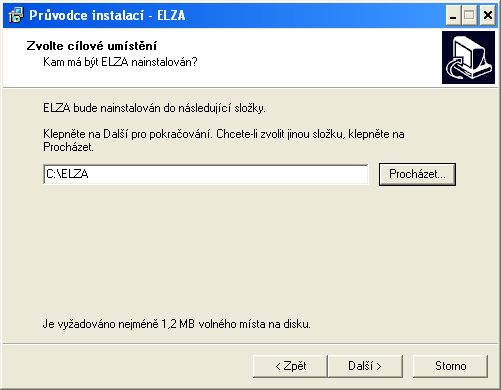 Průvodce instalací - ELZA
Zvolte cílové umístění
Kam má být ELZA nainstalován?
ELZA bude nainstalován do následující složky.
Klepněte na Další pro pokračování. Chcete-li zvolit jinou složku, klepněte na
Procházet.
C:\ELZA
Procházet...
Je vyžadováno nejméně 1,2 MB volného místa na disku.
< Zpět
Další >
Storno